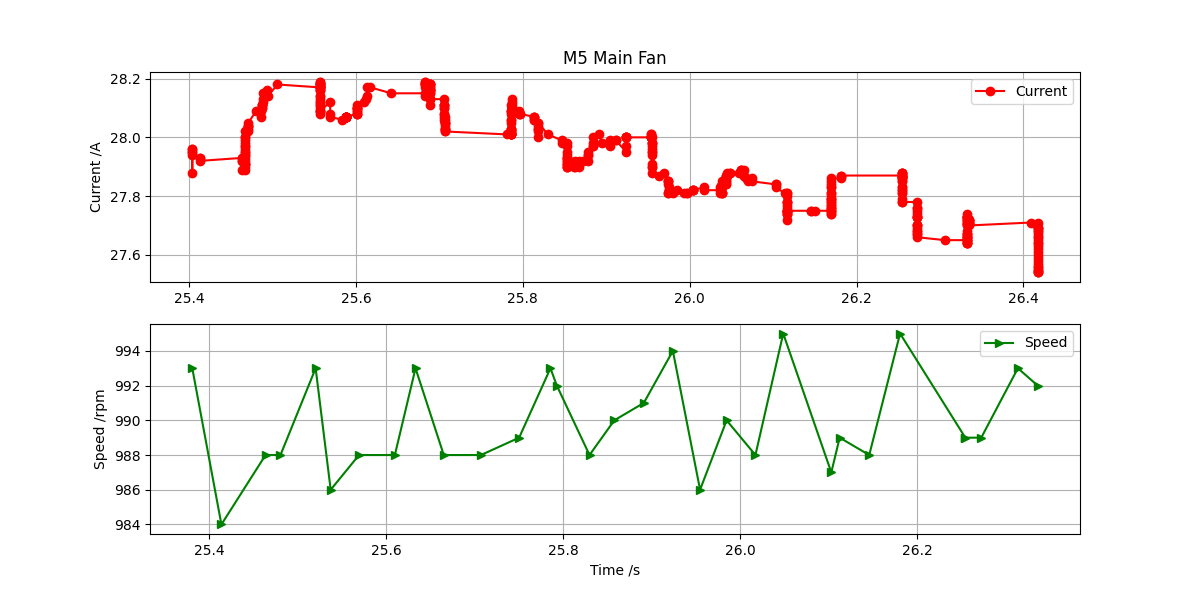 M5 Main Fan
Current /A
28.2
28.0
27.8
27.6
Current
25.4 25.6 25.8 26.0 26.2 26.4
Speed /rpm
994
992
990
988
986
984
Speed
25.4 25.6 25.8 26.0 26.2
Time /s